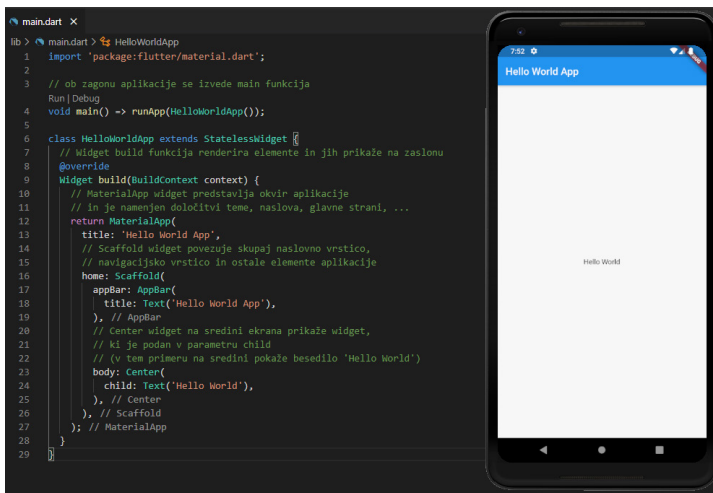 main.dart ×
lib > main.dart > HelloWorldApp
1 import 'package:flutter/material.dart';
2
3 // ob zagonu aplikacije se izvede main funkcija
Run | Debug
4 void main() => runApp(HelloWorldApp());
5
6 class HelloWorldApp extends StatelessWidget {
7 // Widget build funkcija renderira elemente in jih prikaže na zaslonu
8 @override
9 Widget build(BuildContext context) {
10 // MaterialApp widget predstavlja okvir aplikacije
11 // in je namenjen določitvi teme, naslova, glavne strani, ...
12 return MaterialApp(
13 title: 'Hello World App',
14 // Scaffold widget povezuje skupaj naslovno vrstico,
15 // navigacijsko vrstico in ostale elemente aplikacije
16 home: Scaffold(
17 appBar: AppBar(
18 title: Text('Hello World App'),
19 ), // AppBar
20 // Center widget na sredini ekrana prikaže widget,
21 // ki je podan v parametru child
22 // (v tem primeru na sredini pokaže besedilo 'Hello World')
23 body: Center(
24 child: Text('Hello World'),
25 ), // Center
26 ), // Scaffold
27 ); // MaterialApp
28 }
29 }
7:52
Hello World App
Hello World